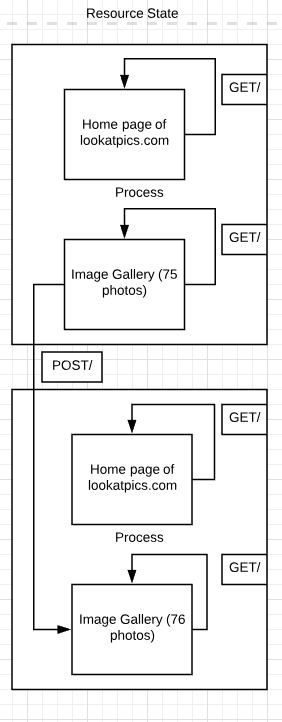 Resource State
GET/
Home page of
lookatpics.com
Process
GET/
Image Gallery (75
photos)
POST/
GET/
Home page of
lookatpics.com
Process
GET/
Image Gallery (76
photos)